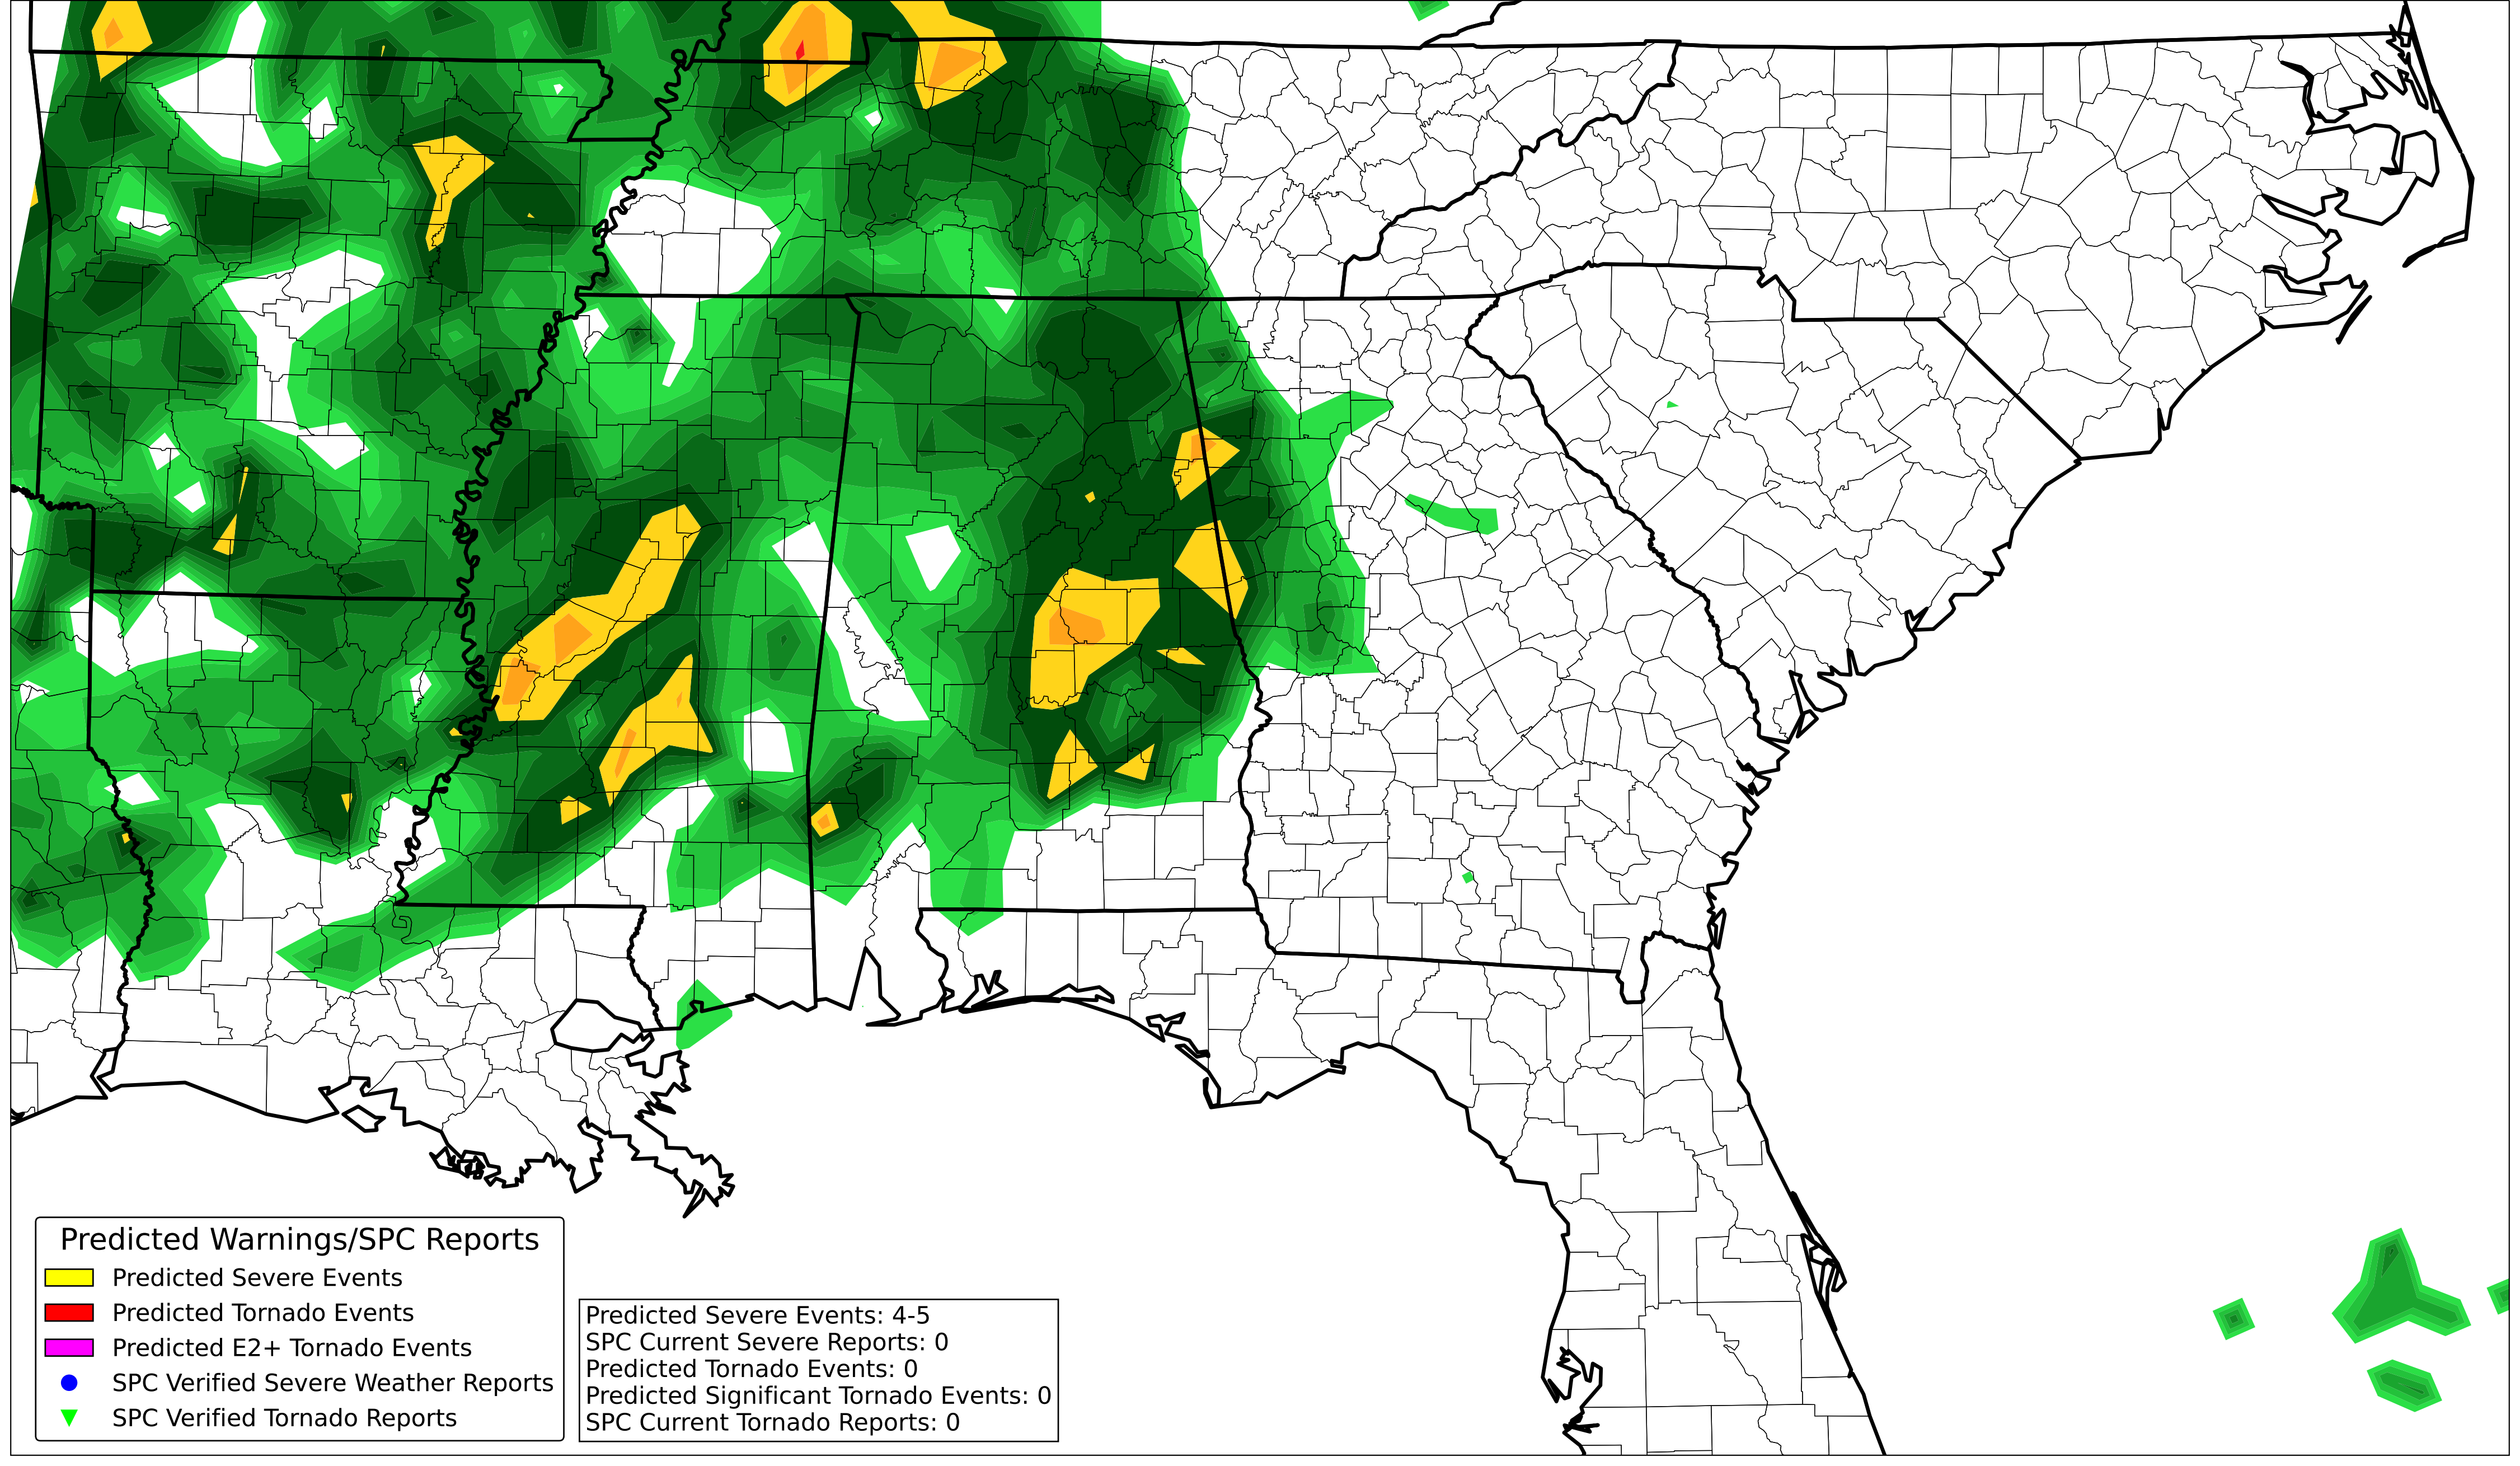 Predicted Warnings/SPC Reports
Predicted Severe Events
Predicted Tornado Events
Predicted E2+ Tornado Events
SPC Verified Severe Weather Reports
SPC Verified Tornado Reports
Predicted Severe Events: 4-5
SPC Current Severe Reports: 0
Predicted Tornado Events: 0
Predicted Significant Tornado Events: 0
SPC Current Tornado Reports: 0